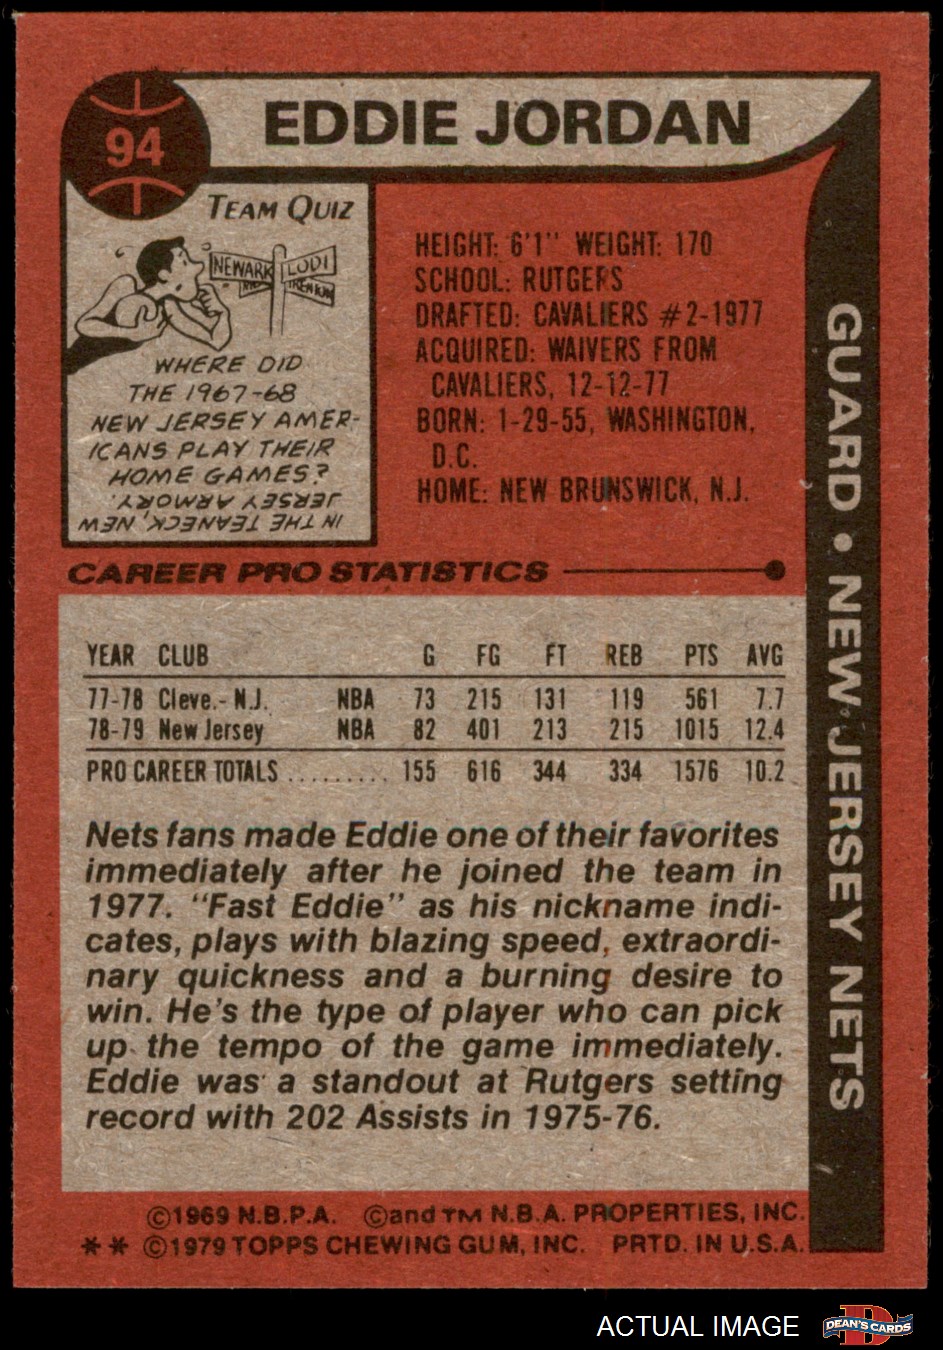 94
EDDIE JORDAN
TEAM QUIZ
NEWARK
LODI
TRENTON
WHERE DID
THE 1967-68
NEW JERSEY AMER-
ICANS PLAY THEIR
HOME GAMES?
IN THE TEANECK, NEW
JERSEY ARMORY.
HEIGHT: 6'1" WEIGHT: 170
SCHOOL: RUTGERS
DRAFTED: CAVALIERS #2-1977
ACQUIRED: WAIVERS FROM
CAVALIERS, 12-12-77
BORN: 1-29-55, WASHINGTON,
D.C.
HOME: NEW BRUNSWICK, N.J.
GUARD • NEW JERSEY NETS
CAREER PRO STATISTICS
YEAR CLUB G FG FT REB PTS AVG
77-78 Cleve.- N.J. NBA 73 215 131 119 561 7.7
78-79 New Jersey NBA 82 401 213 215 1015 12.4
PRO CAREER TOTALS ......... 155 616 344 334 1576 10.2
Nets fans made Eddie one of their favorites
immediately after he joined the team in
1977. "Fast Eddie" as his nickname indi-
cates, plays with blazing speed, extraordi-
nary quickness and a burning desire to
win. He's the type of player who can pick
up the tempo of the game immediately.
Eddie was a standout at Rutgers setting
record with 202 Assists in 1975-76.
©1969 N.B.P.A. ©and TM N.B.A. PROPERTIES, INC.
** ©1979 TOPPS CHEWING GUM, INC. PRTD. IN U.S.A.
ACTUAL IMAGE
DEAN'S CARDS